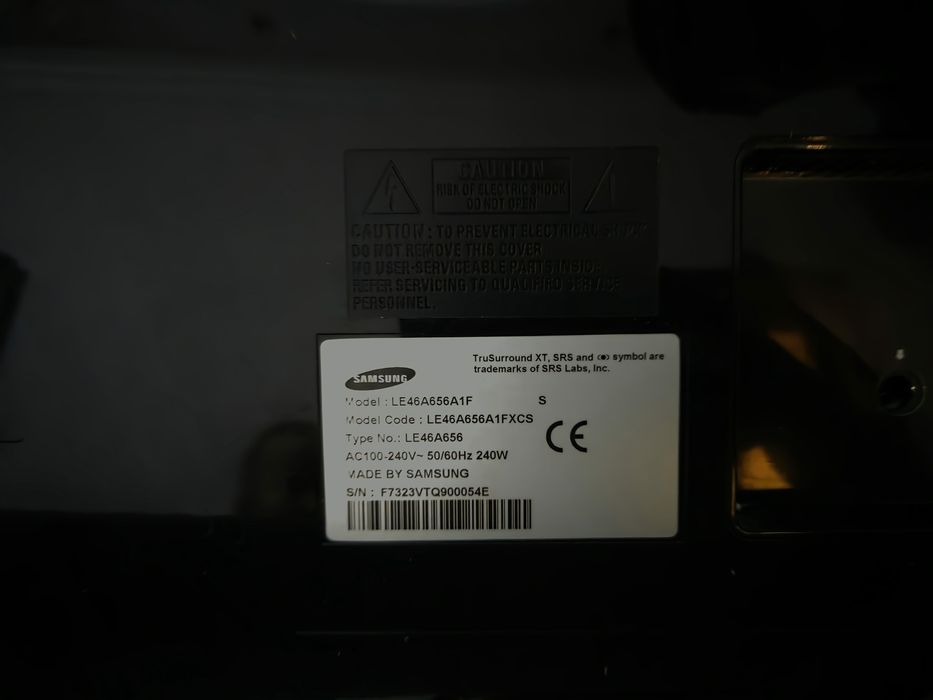 CAUTION
RISK OF ELECTRIC SHOCK
DO NOT OPEN
CAUTION: TO PREVENT ELECTRICAL
DO NOT REMOVE THIS COVER
NO USER-SERVICEABLE PARTS INSIDE
REFER SERVICING TO QUALIFIED SERVICE
PERSONNEL.
TruSurround XT, SRS and (●) symbol are
trademarks of SRS Labs, Inc.
SAMSUNG
Model : LE46A656A1F S
Model Code : LE46A656A1FXCS
Type No.: LE46A656
AC100-240V~ 50/60Hz 240W
MADE BY SAMSUNG
S/N : F7323VTQ900054E
CE